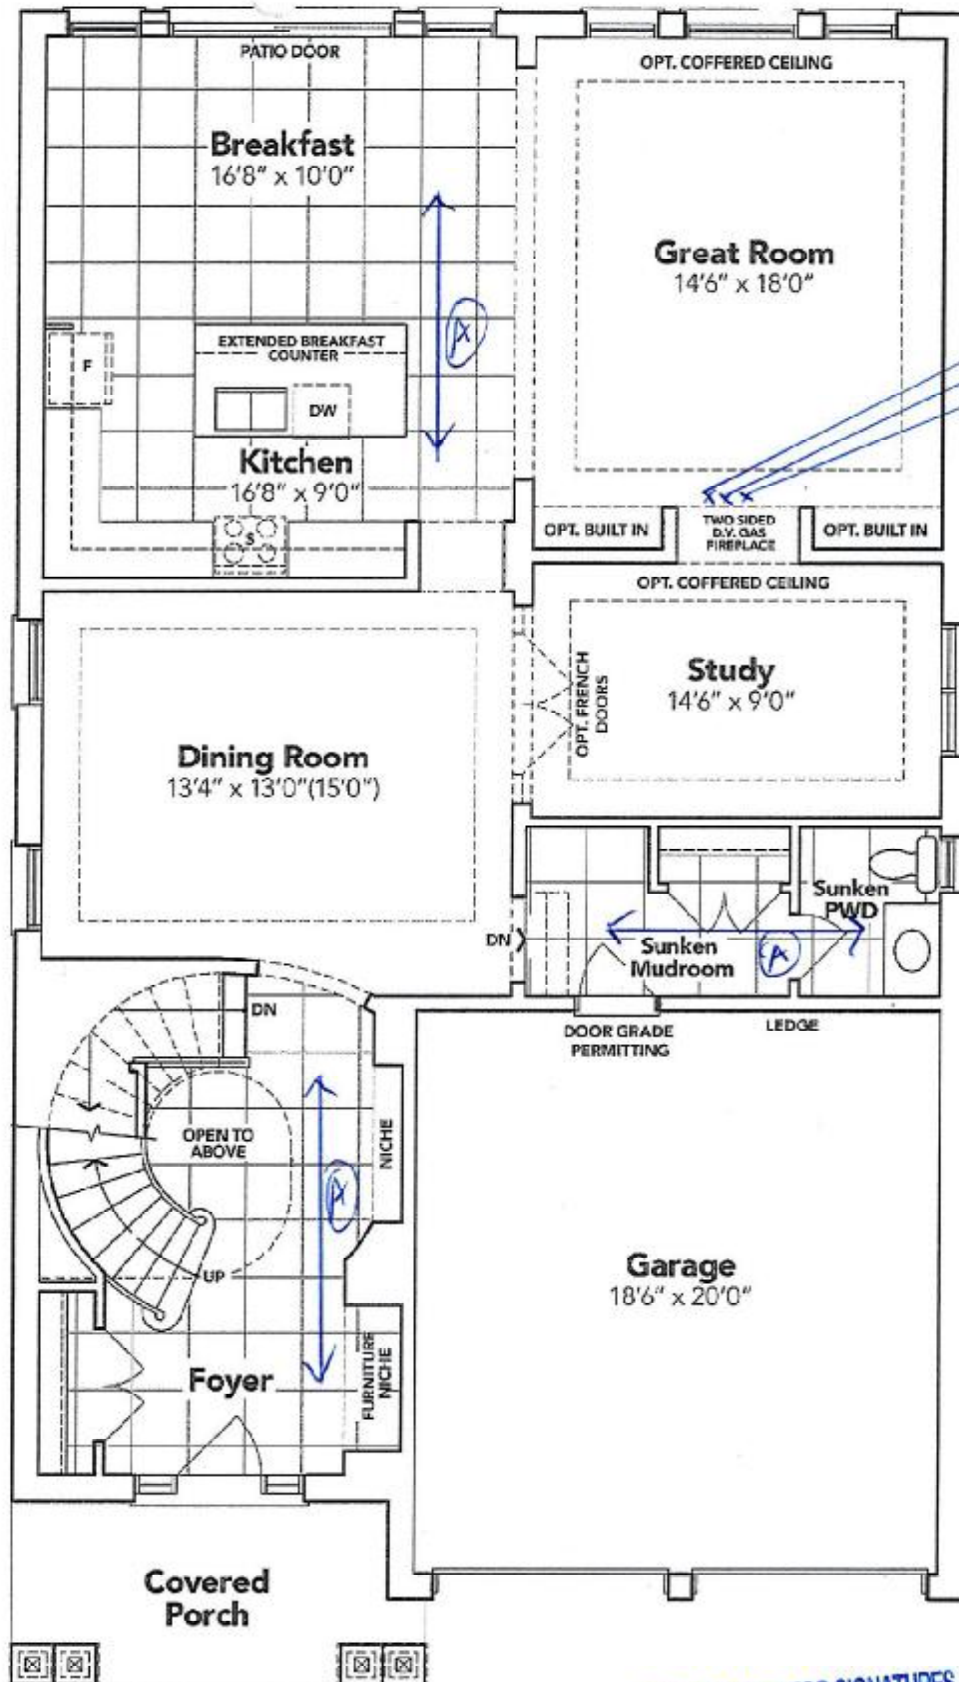 PATIO DOOR
OPT. COFFERED CEILING
Breakfast
16'8" x 10'0"
Great Room
14'6" x 18'0"
A
EXTENDED BREAKFAST
COUNTER
F
DW
Kitchen
16'8" x 9'0"
S
OPT. BUILT IN
TWO SIDED
D.V. GAS
FIREPLACE
OPT. BUILT IN
OPT. COFFERED CEILING
Study
14'6" x 9'0"
OPT. FRENCH
DOORS
Dining Room
13'4" x 13'0"(15'0")
Sunken
PWD
DN
Sunken
Mudroom
A
DN
DOOR GRADE
PERMITTING
LEDGE
OPEN TO
ABOVE
NICHE
A
UP
Garage
18'6" x 20'0"
Foyer
FURNITURE
NICHE
Covered
Porch
SIGNATURES